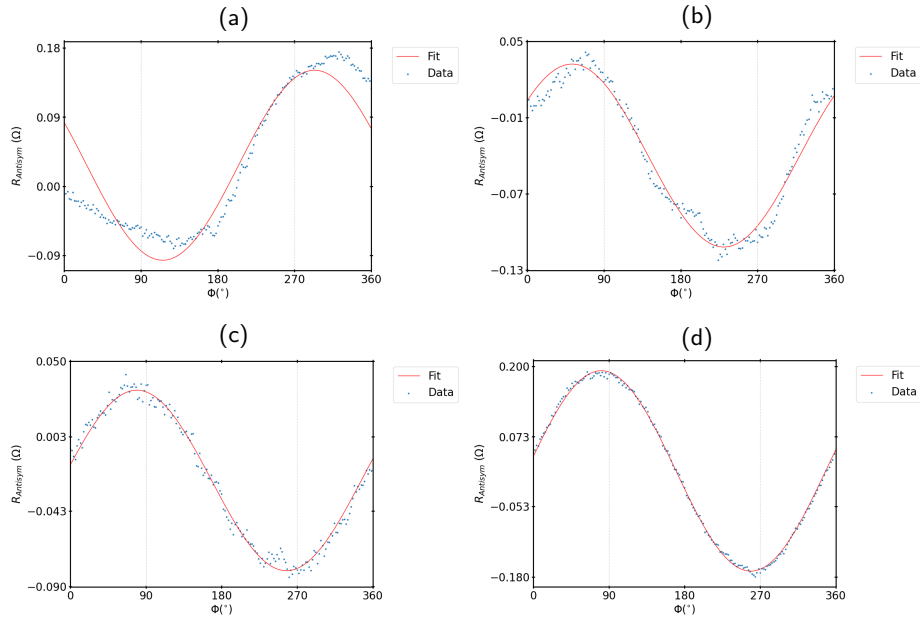 (a)
0.18
0.09
0.00
−0.09
R_Antisym (Ω)
0 90 180 270 360
Φ(°)
Fit
Data
(b)
0.05
−0.01
−0.07
−0.13
R_Antisym (Ω)
0 90 180 270 360
Φ(°)
Fit
Data
(c)
0.050
0.003
−0.043
−0.090
R_Antisym (Ω)
0 90 180 270 360
Φ(°)
Fit
Data
(d)
0.200
0.073
−0.053
−0.180
R_Antisym (Ω)
0 90 180 270 360
Φ(°)
Fit
Data